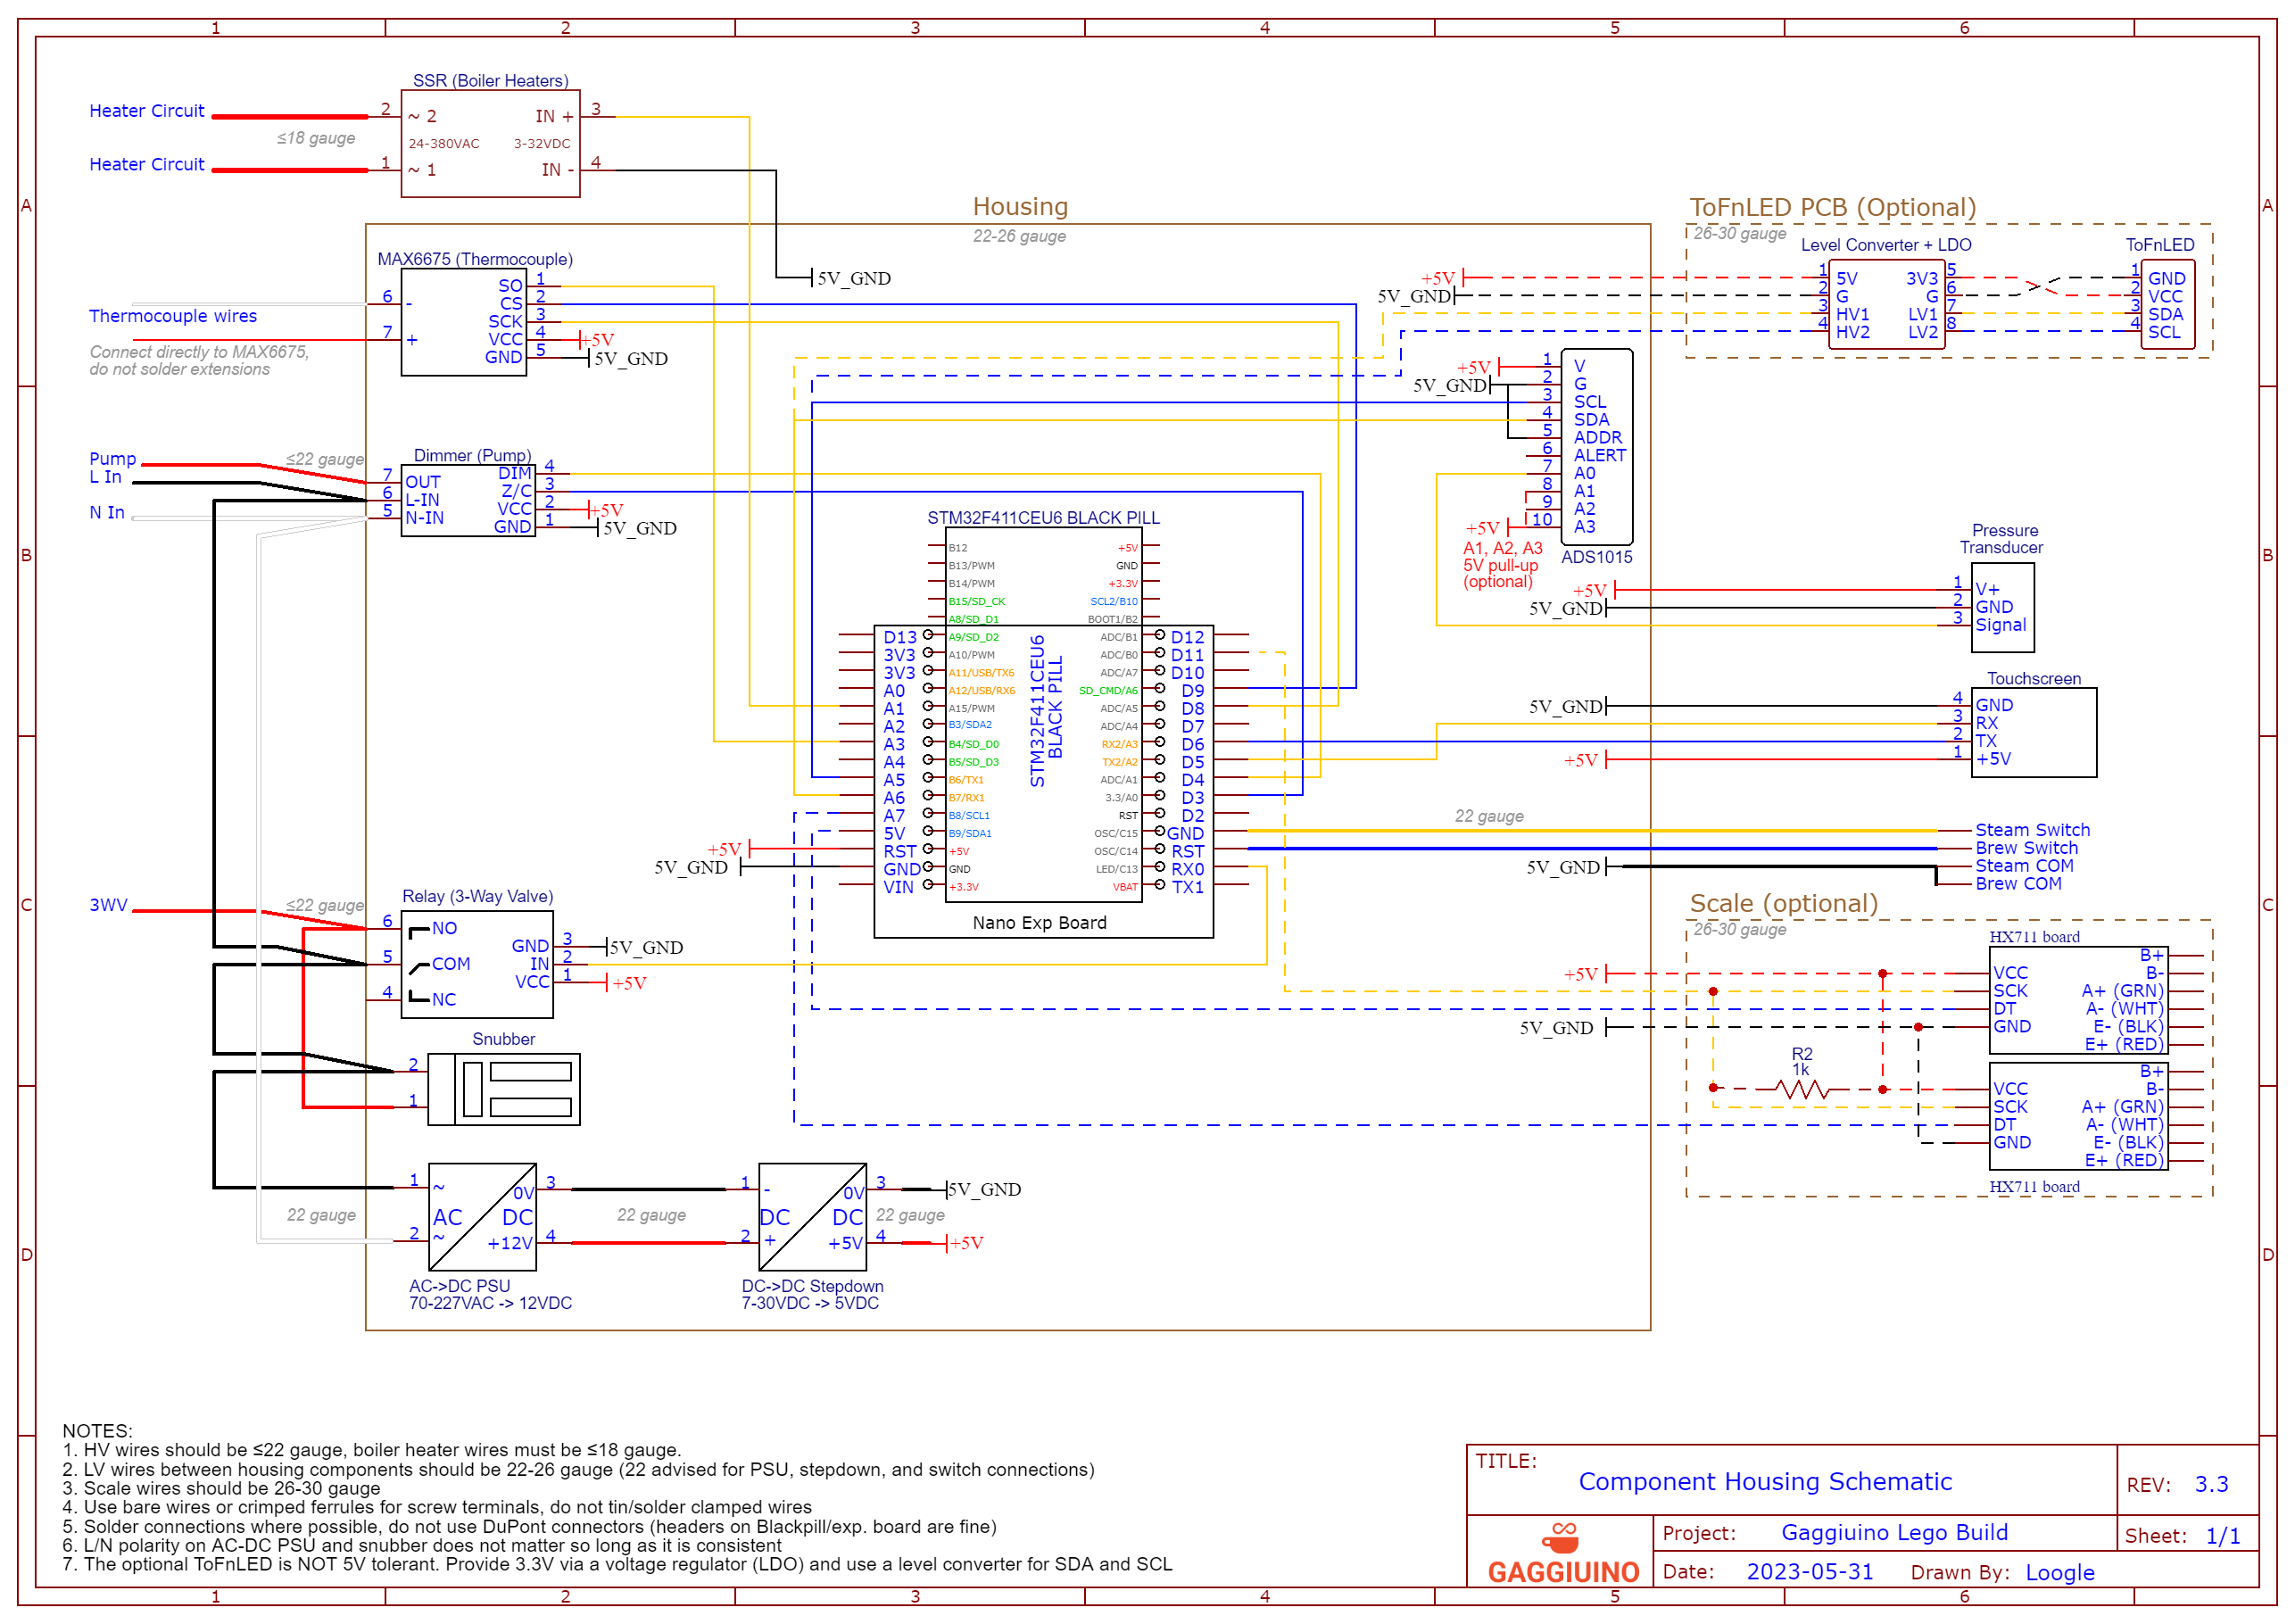 1 2 3 4 5 6
A
B
C
D
A
B
C
D
SSR (Boiler Heaters)
Heater Circuit
2 ~ 2 IN + 3
≤18 gauge
24-380VAC 3-32VDC
Heater Circuit
1 ~ 1 IN - 4
5V_GND
Housing
22-26 gauge
MAX6675 (Thermocouple)
SO 1
6 - CS 2
SCK 3
Thermocouple wires
7 + VCC 4 +5V
GND 5 5V_GND
Connect directly to MAX6675,
do not solder extensions
Dimmer (Pump)
Pump
≤22 gauge
L In
N In
7 OUT DIM 4
6 L-IN Z/C 3
5 N-IN VCC 2 +5V
GND 1 5V_GND
STM32F411CEU6 BLACK PILL
B12 +5V
B13/PWM GND
B14/PWM +3.3V
B15/SD_CK SCL2/B10
A8/SD_D1 BOOT1/B2
D13 A9/SD_D2 ADC/B1 D12
3V3 A10/PWM ADC/B0 D11
3V3 A11/USB/TX6 ADC/A7 D10
A0 A12/USB/RX6 SD_CMD/A6 D9
A1 A15/PWM ADC/A5 D8
A2 B3/SDA2 ADC/A4 D7
A3 B4/SD_D0 RX2/A3 D6
A4 B5/SD_D3 TX2/A2 D5
A5 B6/TX1 ADC/A1 D4
A6 B7/RX1 3.3/A0 D3
A7 B8/SCL1 RST D2
5V B9/SDA1 OSC/C15 GND
+5V RST +5V OSC/C14 RST
5V_GND GND GND LED/C13 RX0
VIN +3.3V VBAT TX1
STM32F411CEU6
BLACK PILL
Nano Exp Board
ToFnLED PCB (Optional)
26-30 gauge
Level Converter + LDO
ToFnLED
+5V 1 5V 3V3 5 1 GND
5V_GND 2 G G 6 2 VCC
3 HV1 LV1 7 3 SDA
4 HV2 LV2 8 4 SCL
+5V 1 V
5V_GND 2 G
3 SCL
4 SDA
5 ADDR
6 ALERT
7 A0
8 A1
9 A2
+5V 10 A3
A1, A2, A3
5V pull-up
(optional)
ADS1015
Pressure
Transducer
+5V 1 V+
5V_GND 2 GND
3 Signal
Touchscreen
5V_GND 4 GND
3 RX
2 TX
+5V 1 +5V
22 gauge
Steam Switch
Brew Switch
5V_GND Steam COM
Brew COM
Scale (optional)
26-30 gauge
HX711 board
B+
+5V VCC B-
SCK A+ (GRN)
DT A- (WHT)
5V_GND GND E- (BLK)
E+ (RED)
R2
1k
B+
VCC B-
SCK A+ (GRN)
DT A- (WHT)
GND E- (BLK)
E+ (RED)
HX711 board
Relay (3-Way Valve)
3WV
≤22 gauge
6 NO
GND 3 5V_GND
5 COM IN 2
VCC 1 +5V
4 NC
Snubber
2
1
1 ~ 0V 3
AC DC
2 ~ +12V 4
22 gauge
22 gauge
1 - 0V 3 5V_GND
DC DC
22 gauge
2 + +5V 4 +5V
AC->DC PSU
70-227VAC -> 12VDC
DC->DC Stepdown
7-30VDC -> 5VDC
NOTES:
1. HV wires should be ≤22 gauge, boiler heater wires must be ≤18 gauge.
2. LV wires between housing components should be 22-26 gauge (22 advised for PSU, stepdown, and switch connections)
3. Scale wires should be 26-30 gauge
4. Use bare wires or crimped ferrules for screw terminals, do not tin/solder clamped wires
5. Solder connections where possible, do not use DuPont connectors (headers on Blackpill/exp. board are fine)
6. L/N polarity on AC-DC PSU and snubber does not matter so long as it is consistent
7. The optional ToFnLED is NOT 5V tolerant. Provide 3.3V via a voltage regulator (LDO) and use a level converter for SDA and SCL
TITLE:
Component Housing Schematic
REV: 3.3
GAGGIUINO
Project: Gaggiuino Lego Build
Sheet: 1/1
Date: 2023-05-31 Drawn By: Loogle
1 2 3 4 5 6